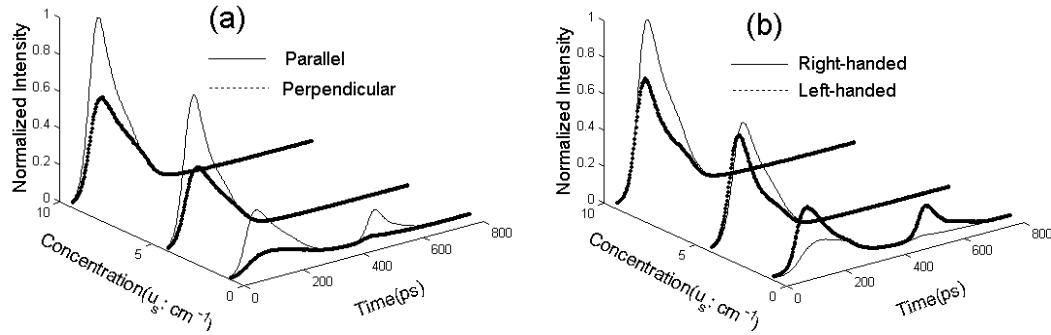 (a)
Normalized Intensity
1
0.8
0.6
0.4
0.2
0
Parallel
Perpendicular
10
5
0
Concentration(u_s: cm^-1)
0
200
400
600
800
Time(ps)
(b)
Normalized Intensity
1
0.8
0.6
0.4
0.2
0
Right-handed
Left-handed
10
5
0
Concentration(u_s: cm^-1)
0
200
400
600
800
Time(ps)